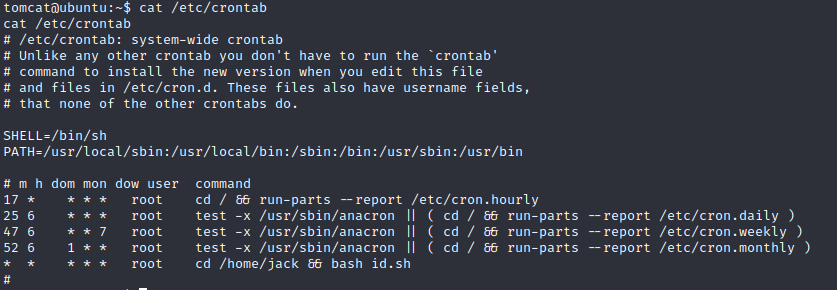 tomcat@ubuntu:~$ cat /etc/crontab
cat /etc/crontab
# /etc/crontab: system-wide crontab
# Unlike any other crontab you don't have to run the `crontab'
# command to install the new version when you edit this file
# and files in /etc/cron.d. These files also have username fields,
# that none of the other crontabs do.

SHELL=/bin/sh
PATH=/usr/local/sbin:/usr/local/bin:/sbin:/bin:/usr/sbin:/usr/bin

# m h dom mon dow user  command
17 *    * * *   root    cd / && run-parts --report /etc/cron.hourly
25 6    * * *   root    test -x /usr/sbin/anacron || ( cd / && run-parts --report /etc/cron.daily )
47 6    * * 7   root    test -x /usr/sbin/anacron || ( cd / && run-parts --report /etc/cron.weekly )
52 6    1 * *   root    test -x /usr/sbin/anacron || ( cd / && run-parts --report /etc/cron.monthly )
*  *    * * *   root    cd /home/jack && bash id.sh
#